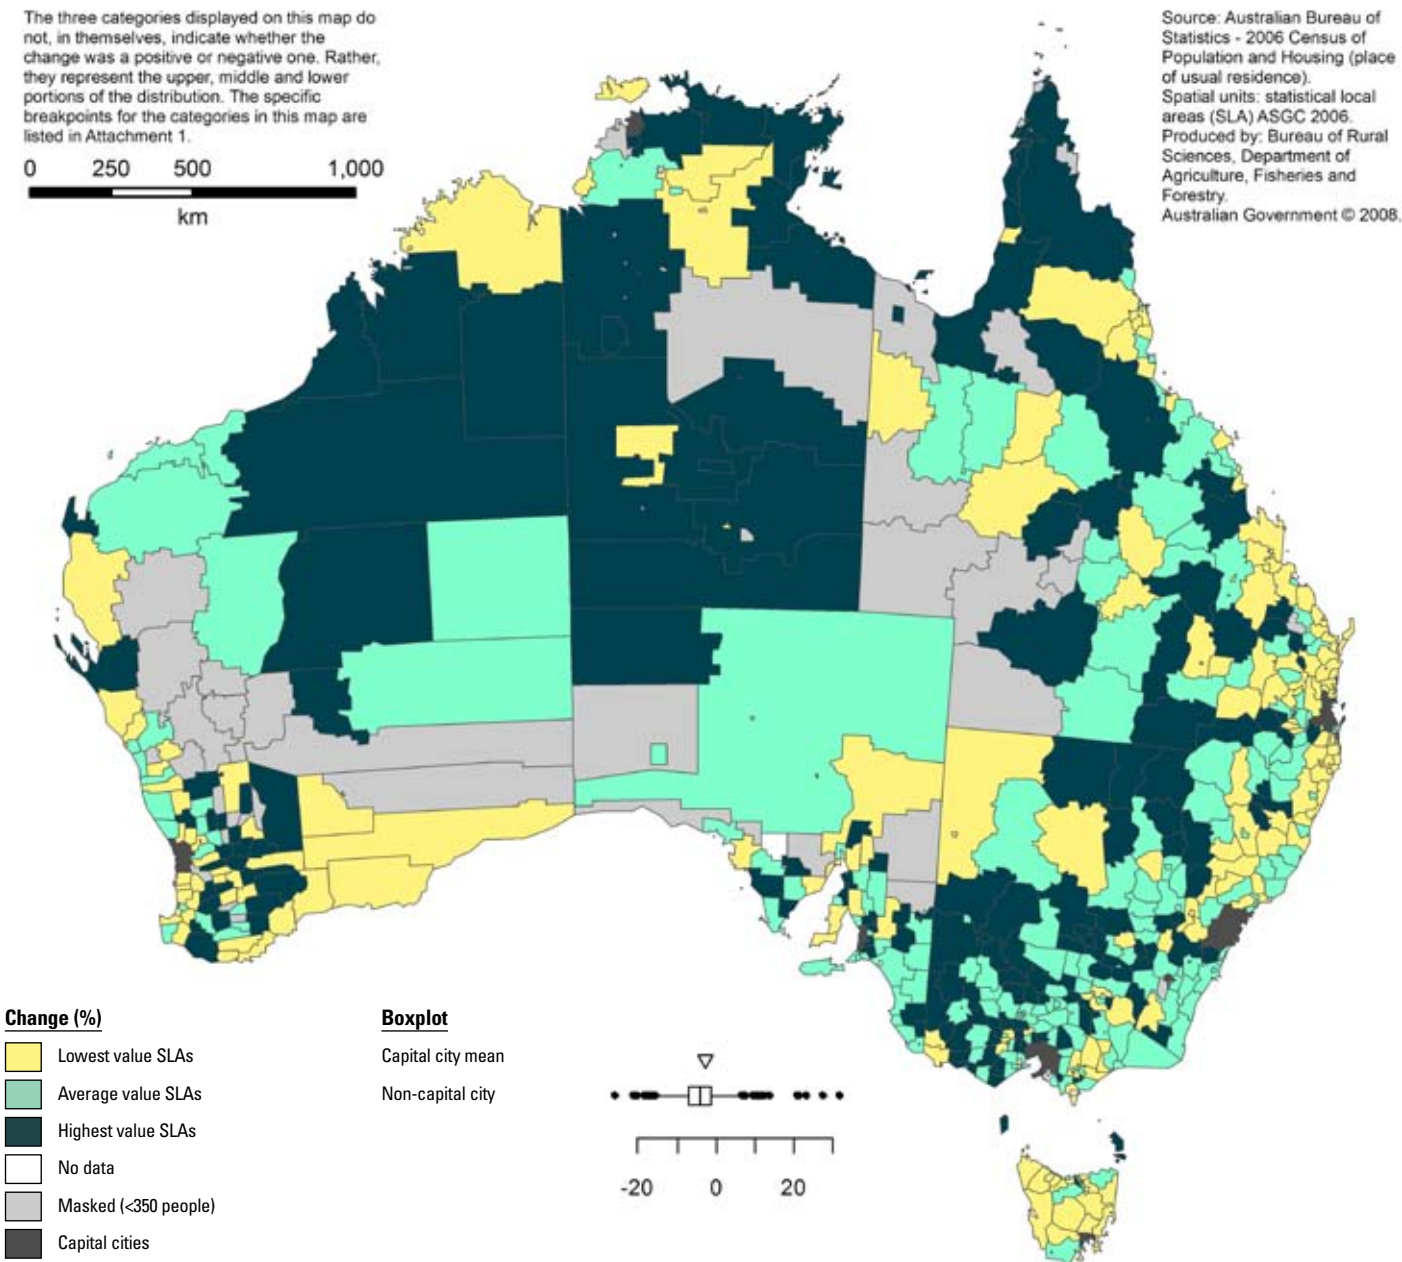 The three categories displayed on this map do
not, in themselves, indicate whether the
change was a positive or negative one. Rather,
they represent the upper, middle and lower
portions of the distribution. The specific
breakpoints for the categories in this map are
listed in Attachment 1.
0 250 500 1,000
km
Source: Australian Bureau of
Statistics - 2006 Census of
Population and Housing (place
of usual residence).
Spatial units: statistical local
areas (SLA) ASGC 2006.
Produced by: Bureau of Rural
Sciences, Department of
Agriculture, Fisheries and
Forestry.
Australian Government © 2008.
Change (%)
Lowest value SLAs
Average value SLAs
Highest value SLAs
No data
Masked (<350 people)
Capital cities
Boxplot
Capital city mean
Non-capital city
-20 0 20